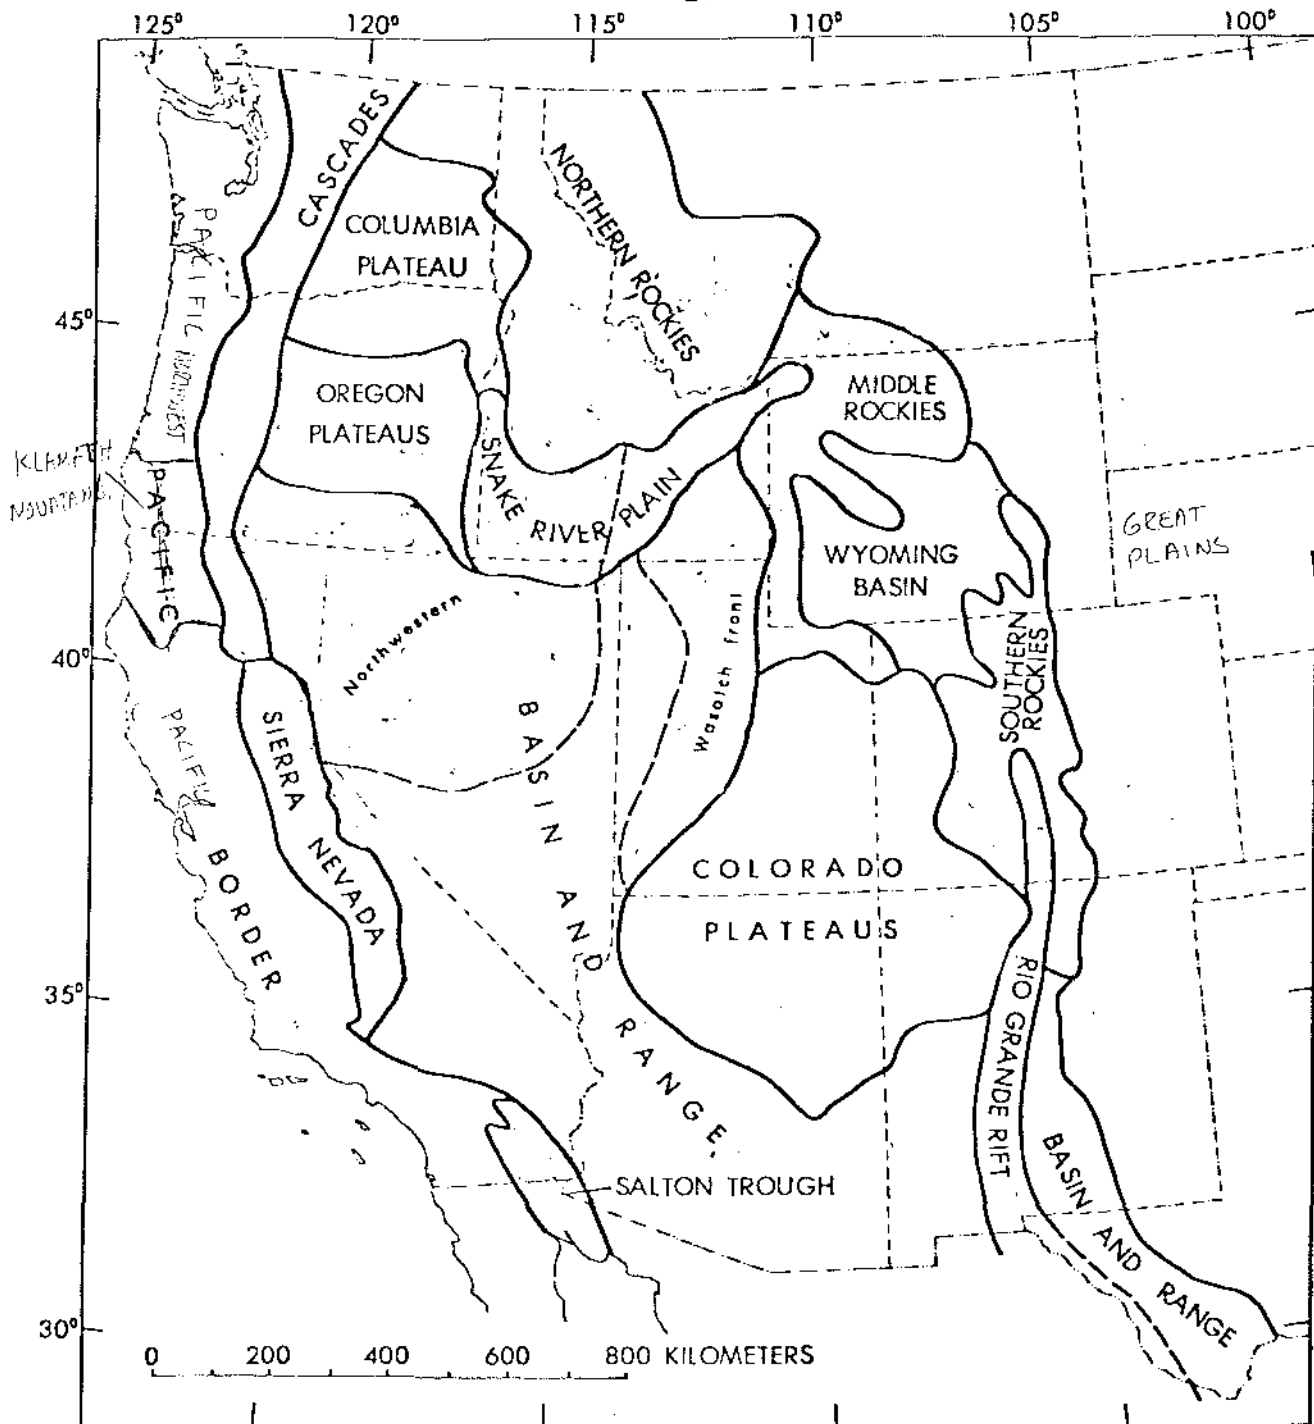 125° 120° 115° 110° 105° 100°
CASCADES
COLUMBIA
PLATEAU
NORTHERN ROCKIES
PACIFIC NORTHWEST
45°
OREGON
PLATEAUS
MIDDLE
ROCKIES
KLAMATH
MOUNTAINS
PACIFIC
SNAKE RIVER PLAIN
GREAT
PLAINS
WYOMING
BASIN
Northwestern
Wasatch Front
SOUTHERN
ROCKIES
40°
PACIFIC
BORDER
SIERRA NEVADA
BASIN AND RANGE
COLORADO
PLATEAUS
35°
RIO GRANDE RIFT
SALTON TROUGH
BASIN AND RANGE
30°
0 200 400 600 800 KILOMETERS